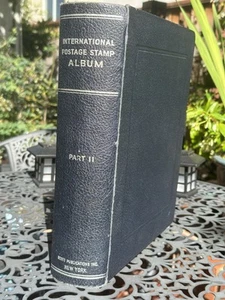 INTERNATIONAL
POSTAGE STAMP
ALBUM
PART II
SCOTT PUBLICATIONS INC.
NEW YORK